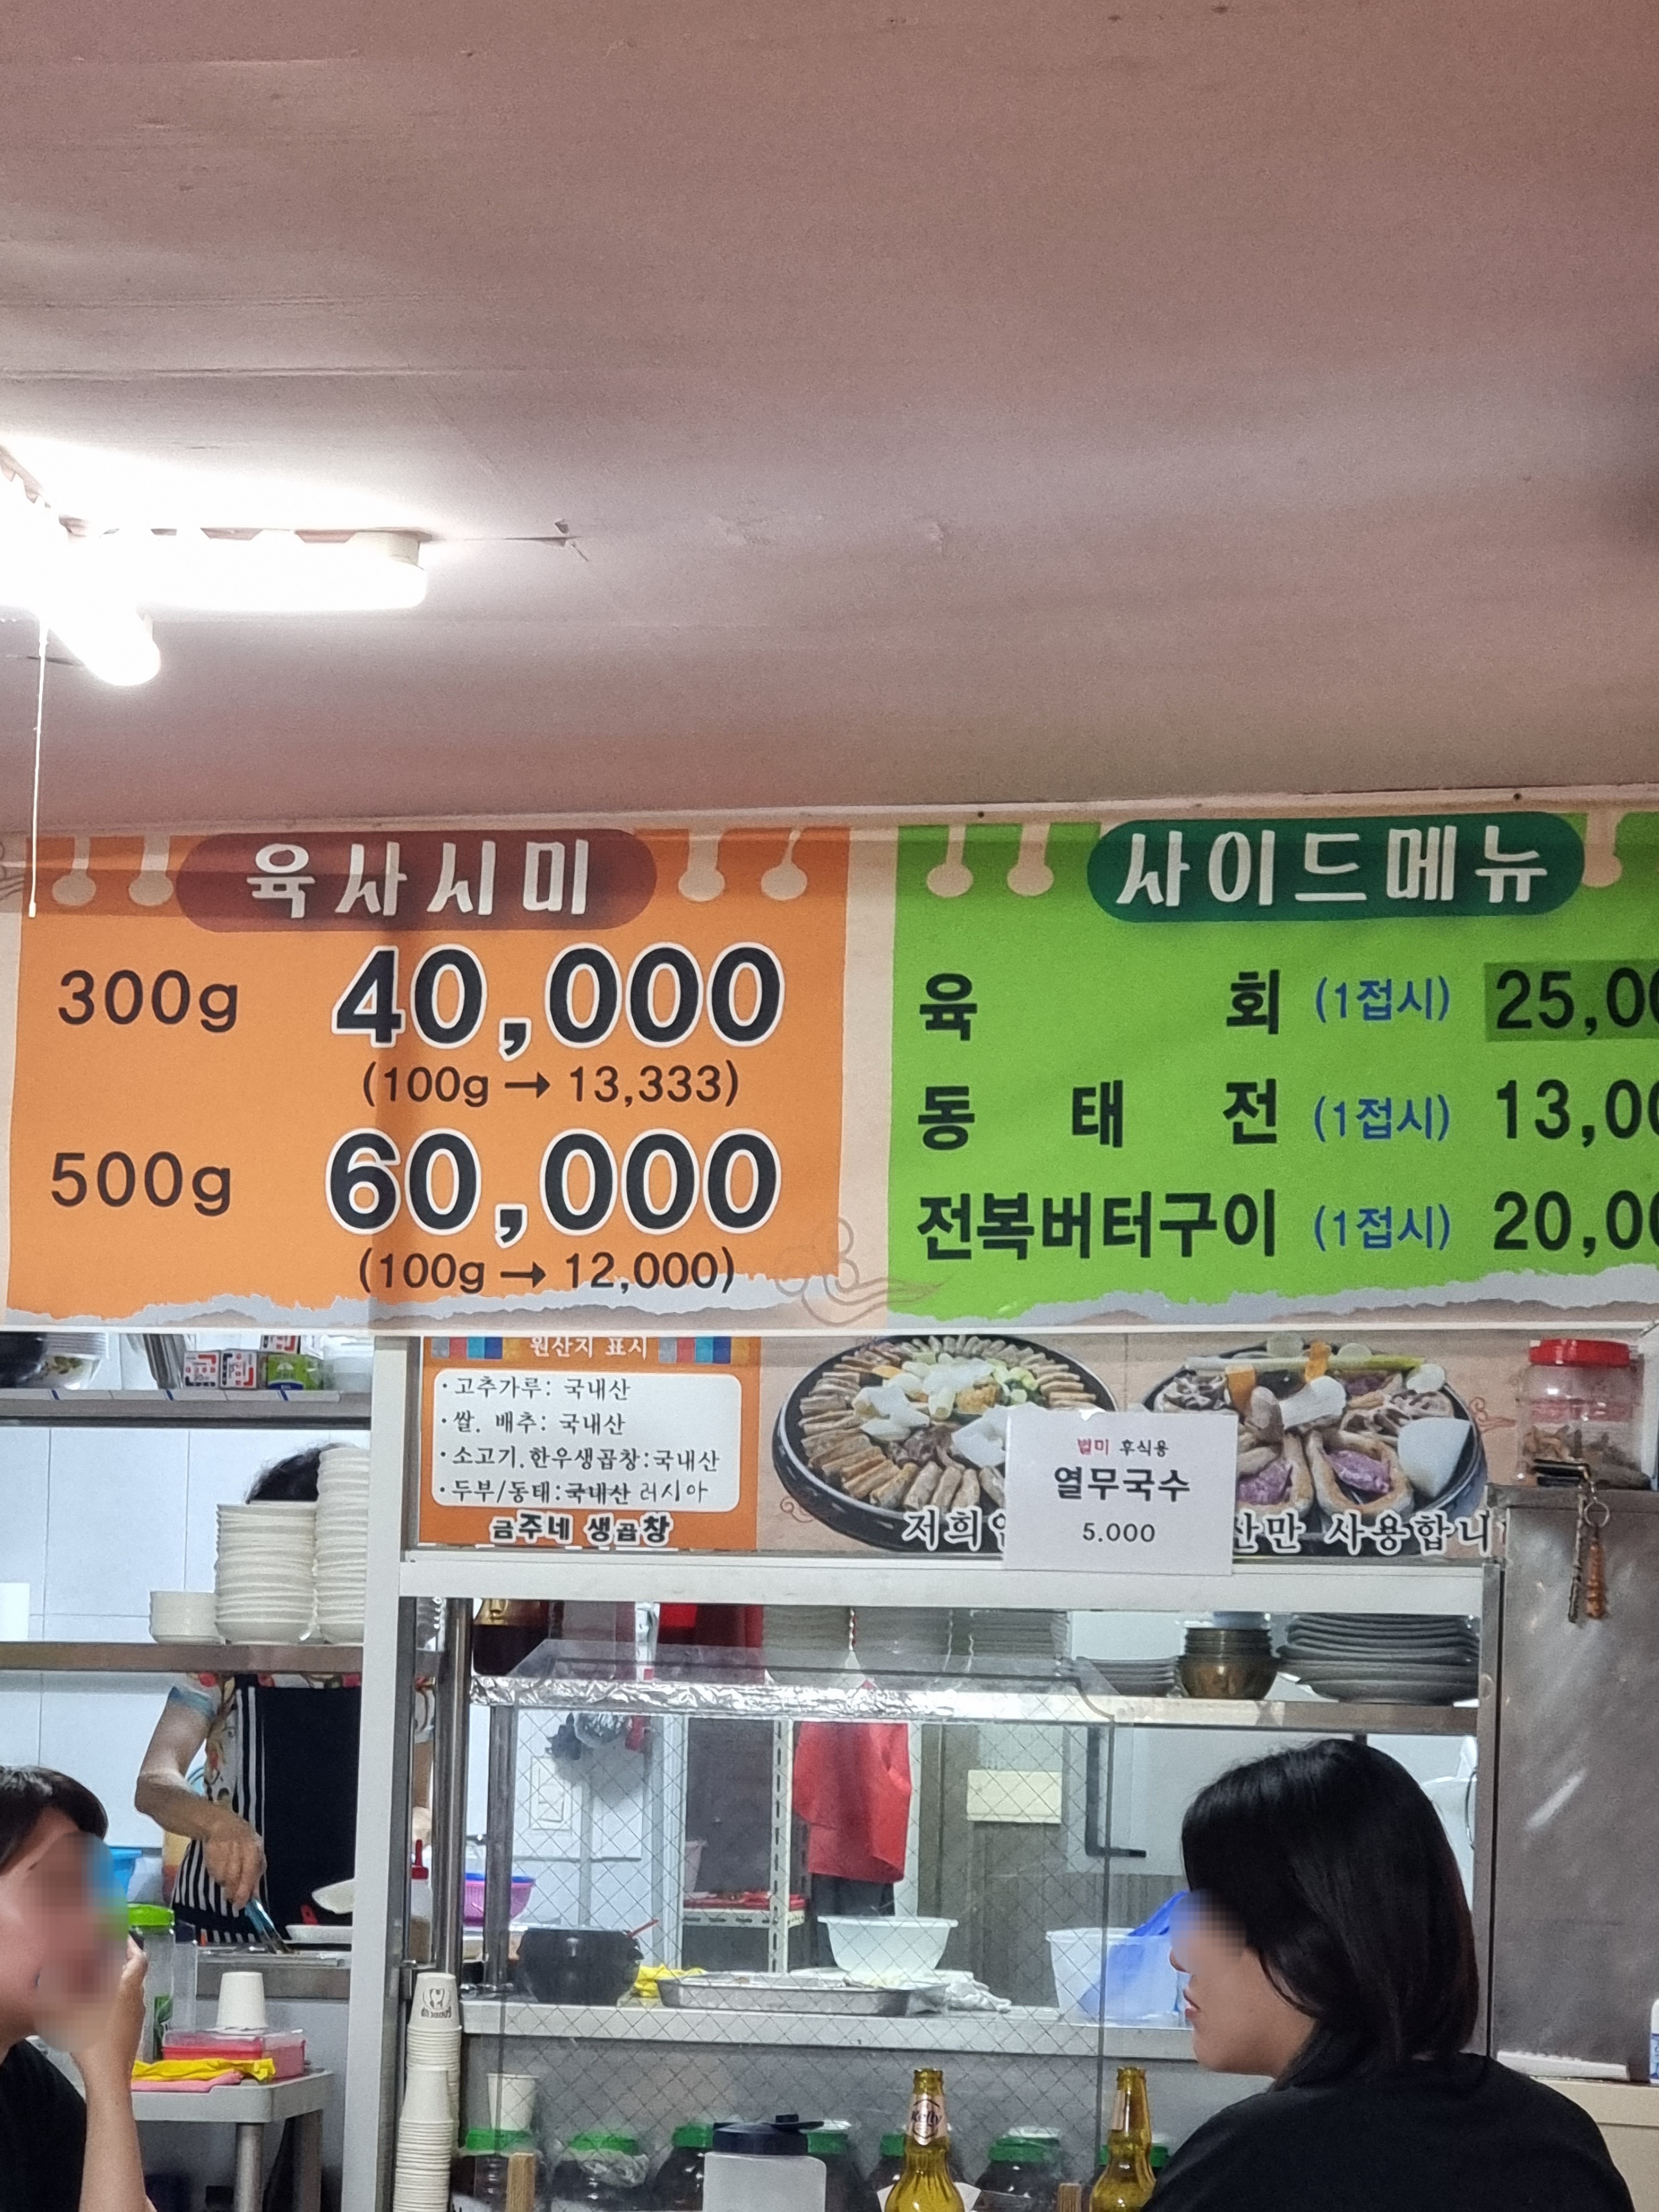 육사시미
300g 40,000
(100g → 13,333)
500g 60,000
(100g → 12,000)
사이드메뉴
육 회 (1접시) 25,00
동 태 전 (1접시) 13,00
전복버터구이 (1접시) 20,00
원산지 표시
· 고추가루: 국내산
· 쌀. 배추: 국내산
· 소고기.한우생곱창:국내산
· 두부/동태:국내산 러시아
금주네 생곱창
별미 후식용
열무국수
5.000
저희 산만 사용합니
Kelly